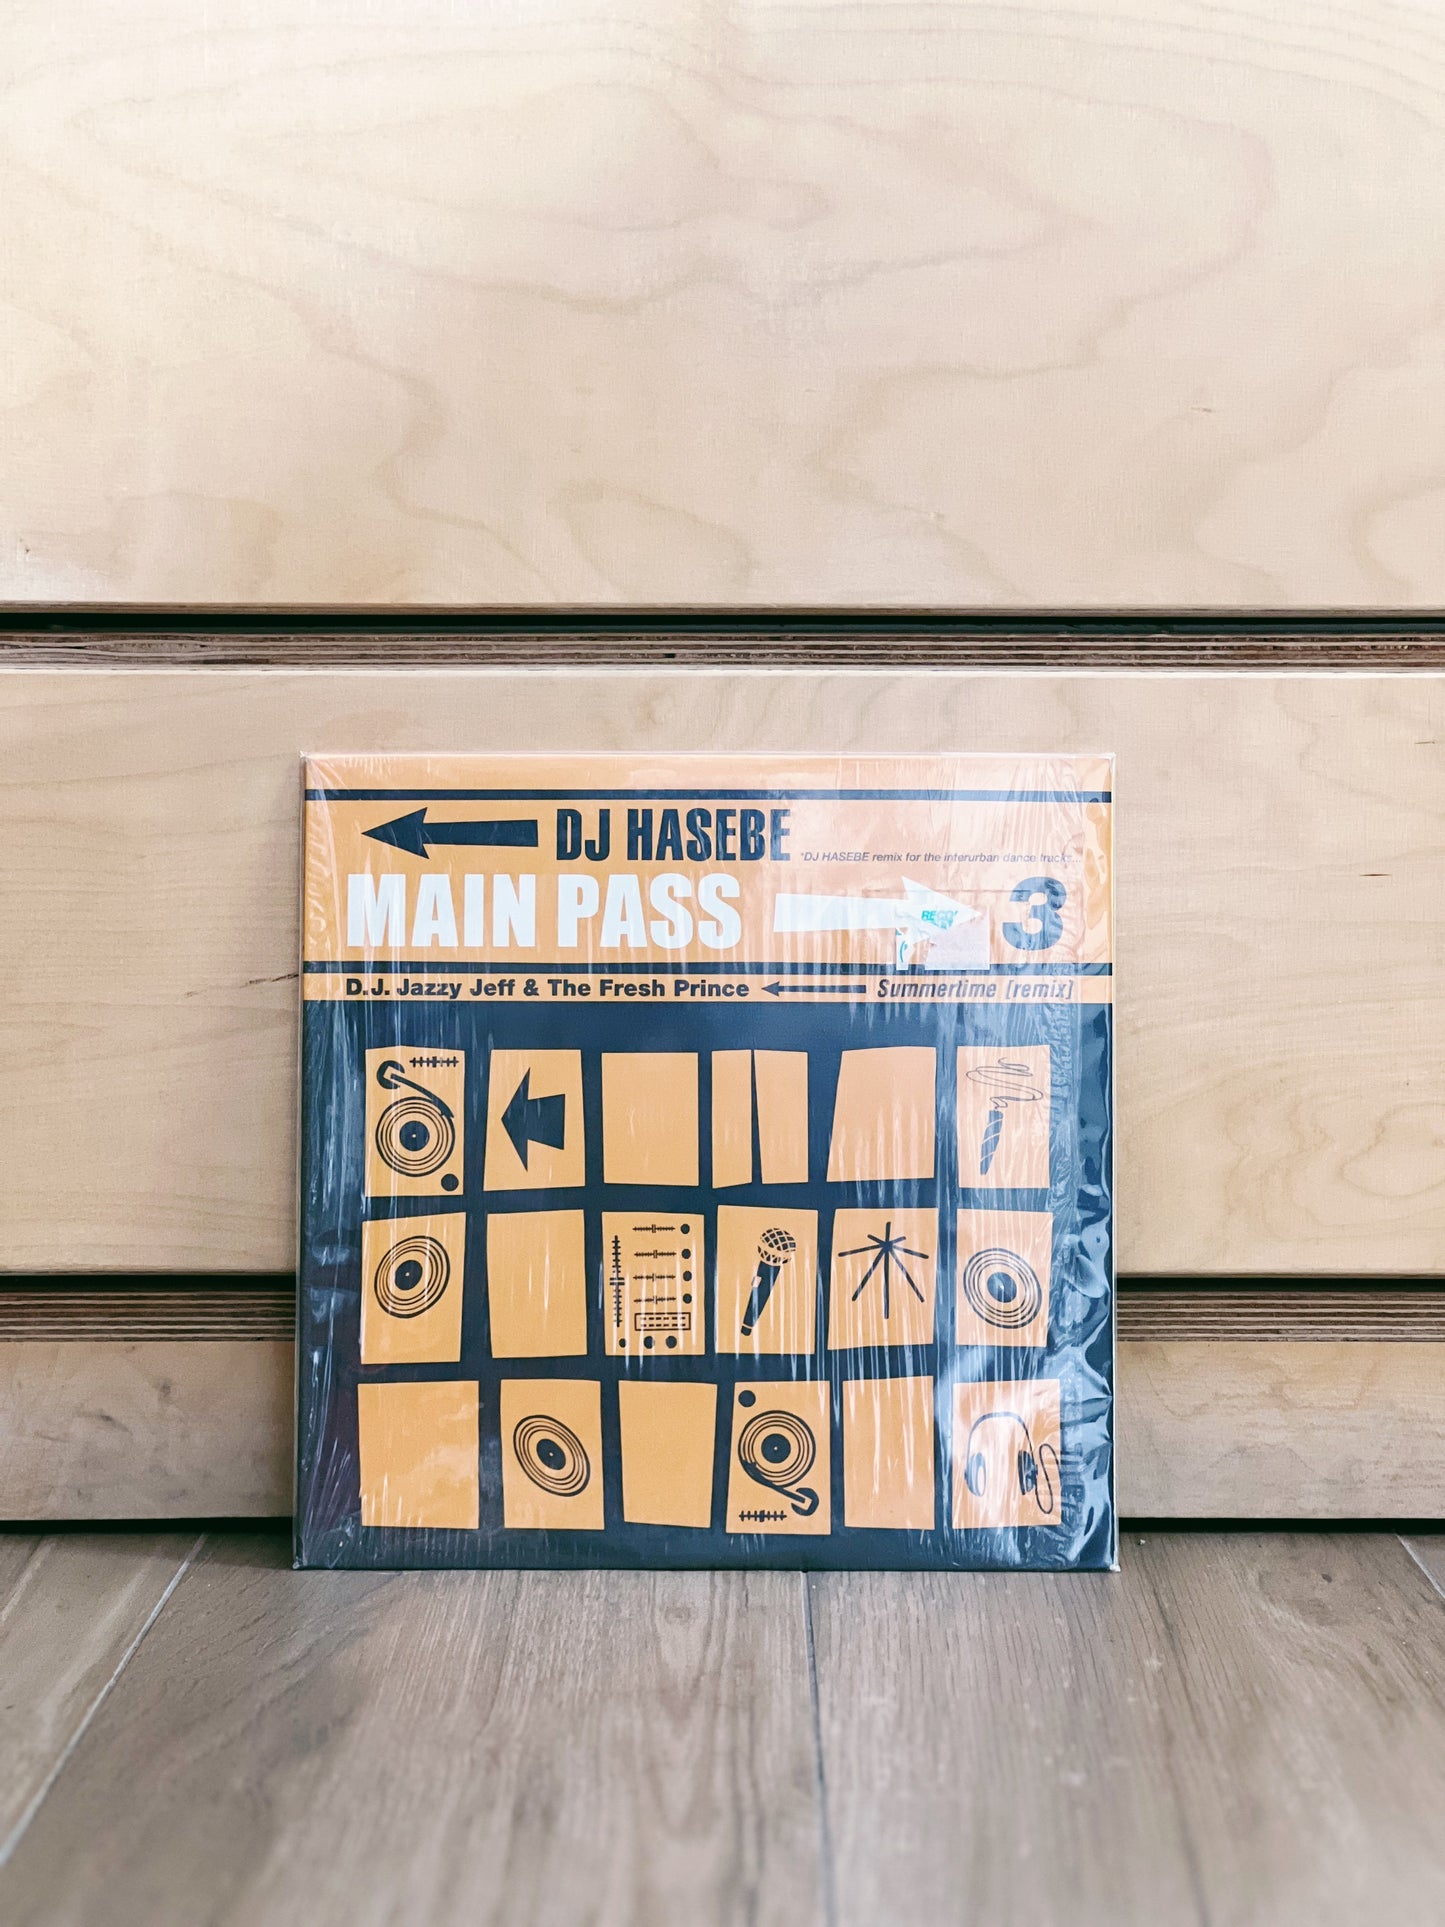 DJ HASEBE
*DJ HASEBE remix for the interurban dance tracks...
MAIN PASS 3
D.J. Jazzy Jeff & The Fresh Prince Summertime [remix]